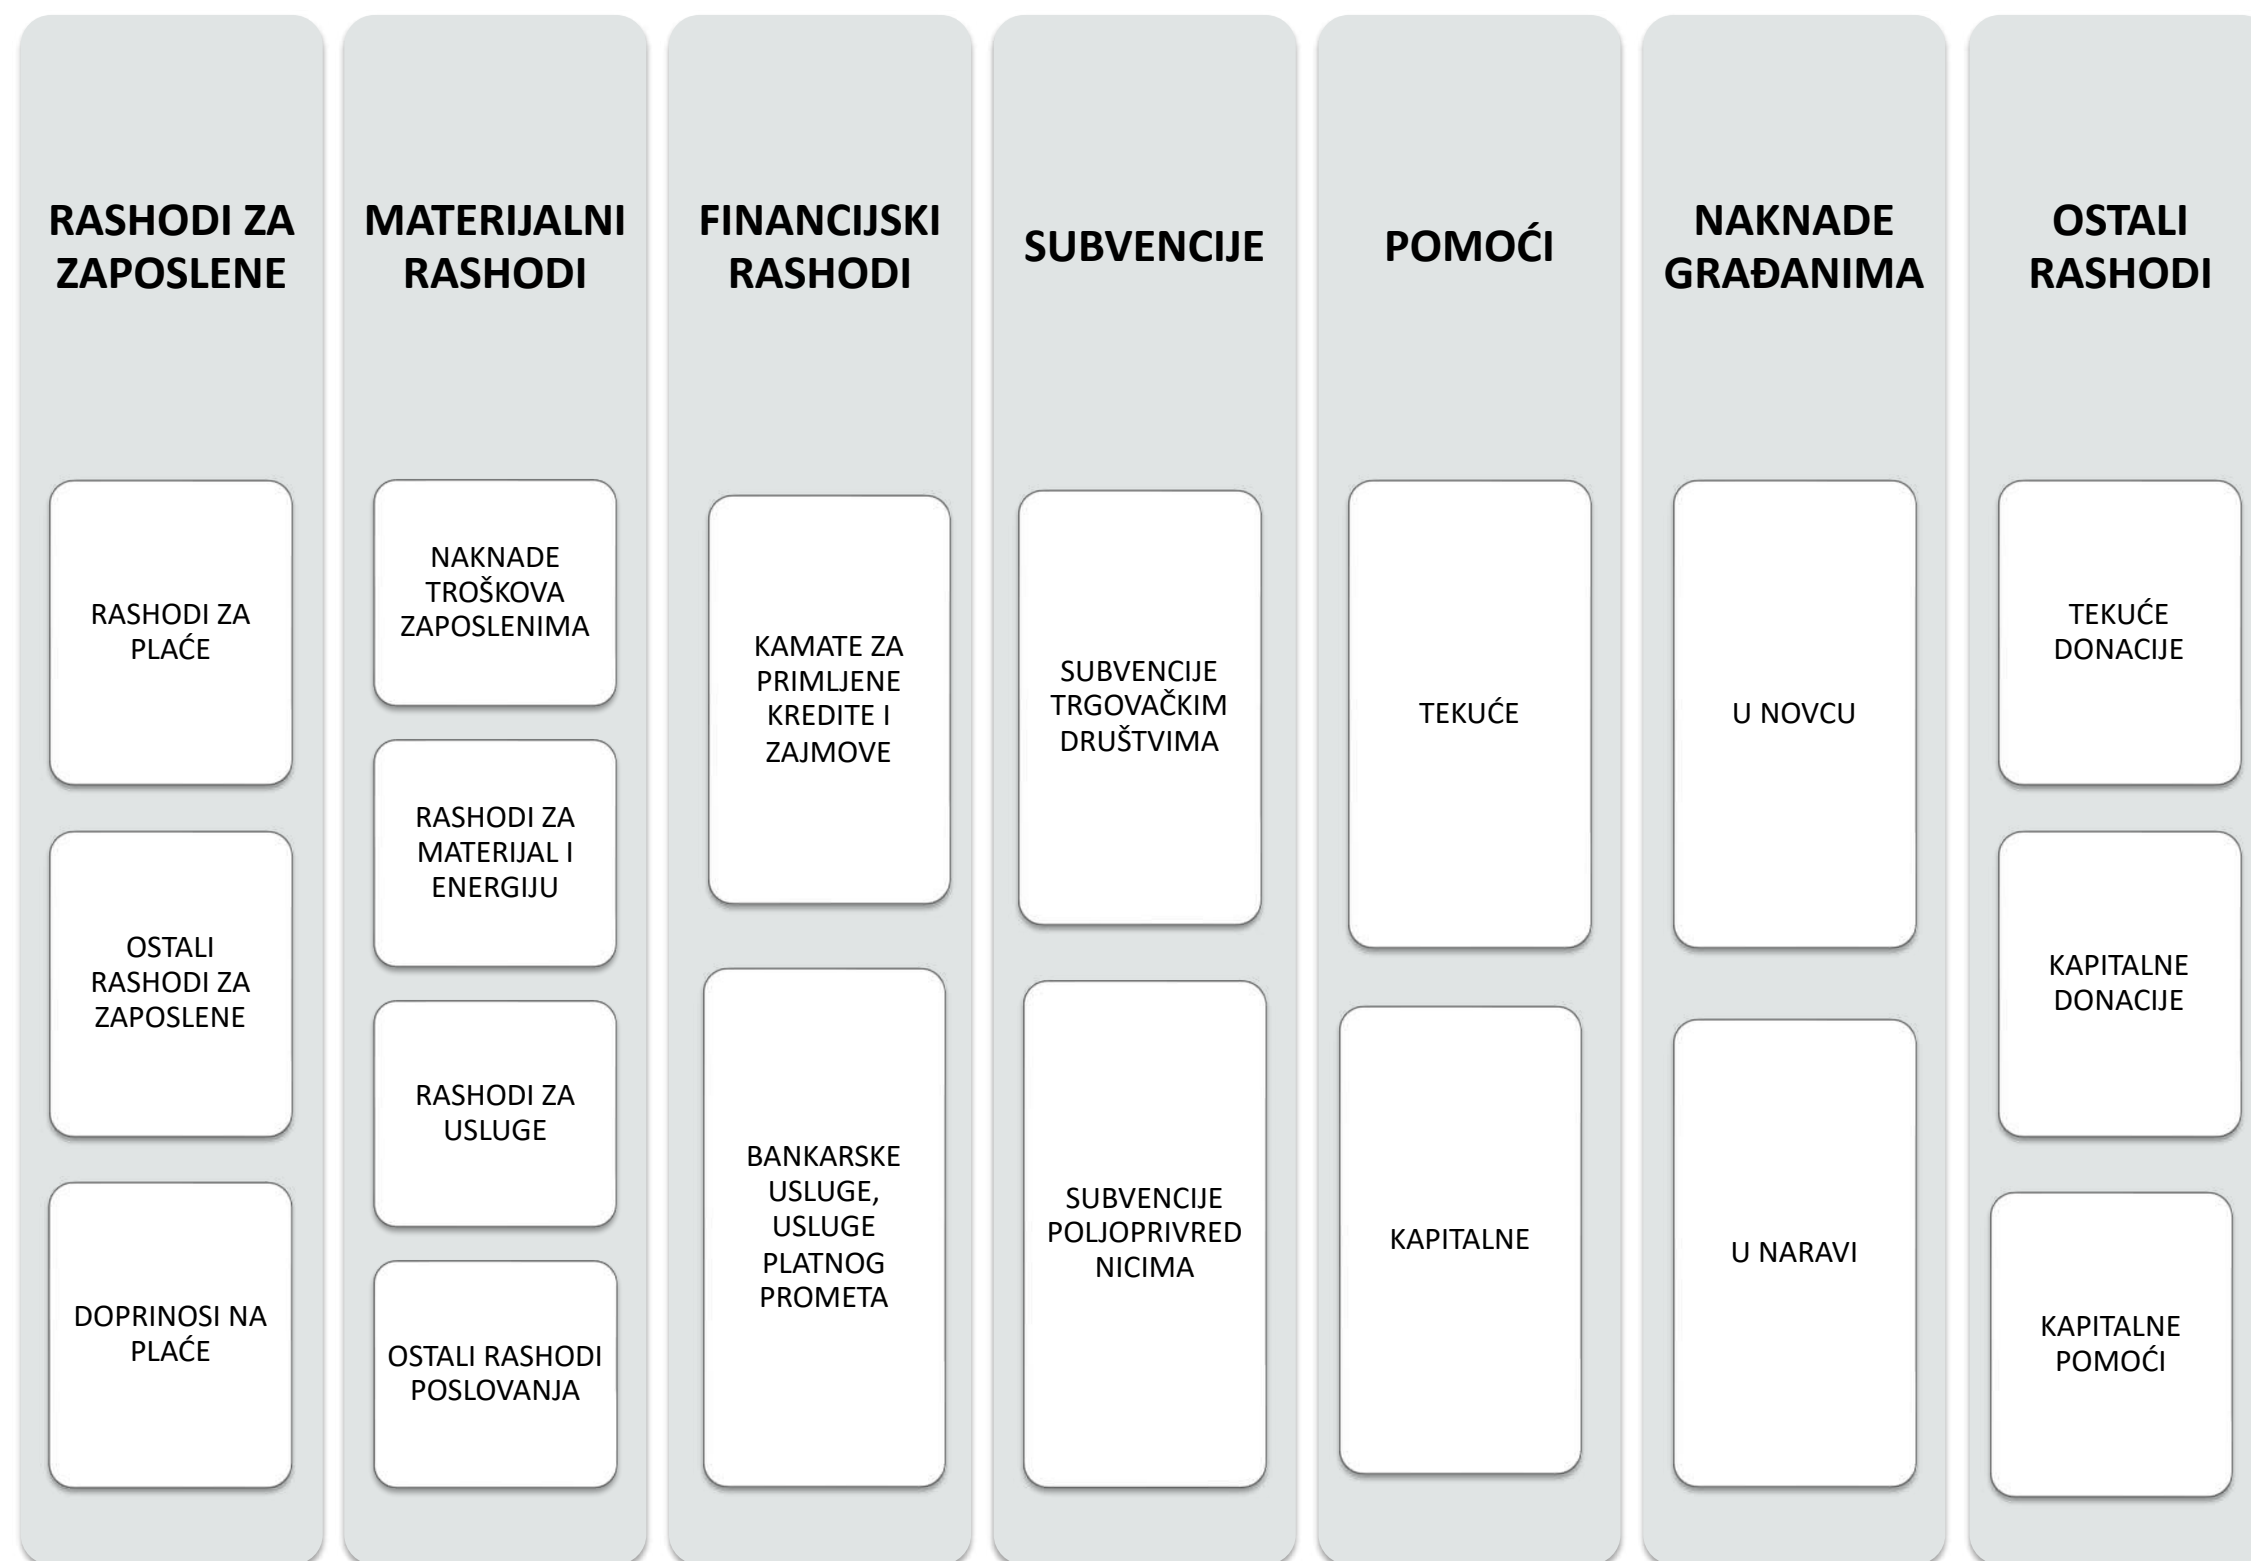 RASHODI ZA
ZAPOSLENE
RASHODI ZA
PLAĆE
OSTALI
RASHODI ZA
ZAPOSLENE
DOPRINOSI NA
PLAĆE
MATERIJALNI
RASHODI
NAKNADE
TROŠKOVA
ZAPOSLENIMA
RASHODI ZA
MATERIJAL I
ENERGIJU
RASHODI ZA
USLUGE
OSTALI RASHODI
POSLOVANJA
FINANCIJSKI
RASHODI
KAMATE ZA
PRIMLJENE
KREDITE I
ZAJMOVE
BANKARSKE
USLUGE,
USLUGE
PLATNOG
PROMETA
SUBVENCIJE
SUBVENCIJE
TRGOVAČKIM
DRUŠTVIMA
SUBVENCIJE
POLJOPRIVRED
NICIMA
POMOĆI
TEKUĆE
KAPITALNE
NAKNADE
GRAĐANIMA
U NOVCU
U NARAVI
OSTALI
RASHODI
TEKUĆE
DONACIJE
KAPITALNE
DONACIJE
KAPITALNE
POMOĆI